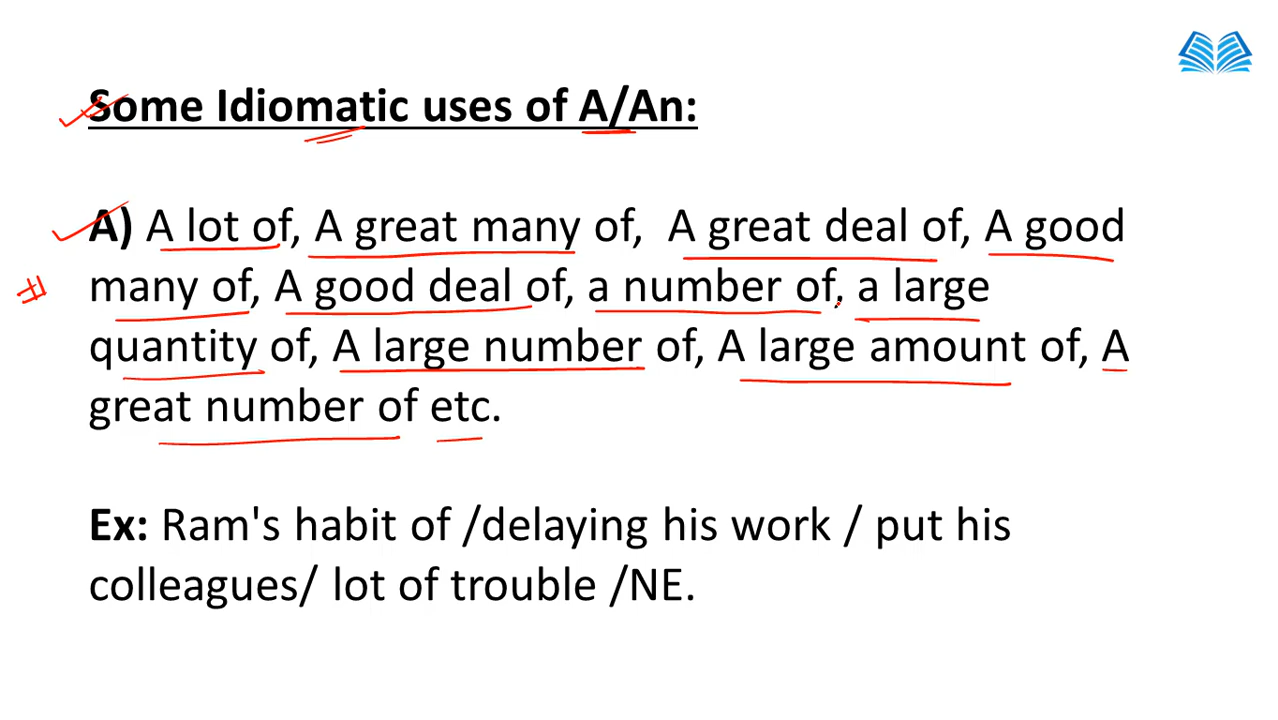 Some Idiomatic uses of A/An:
A) A lot of, A great many of, A great deal of, A good
many of, A good deal of, a number of, a large
quantity of, A large number of, A large amount of, A
great number of etc.
Ex: Ram's habit of /delaying his work / put his
colleagues/ lot of trouble /NE.